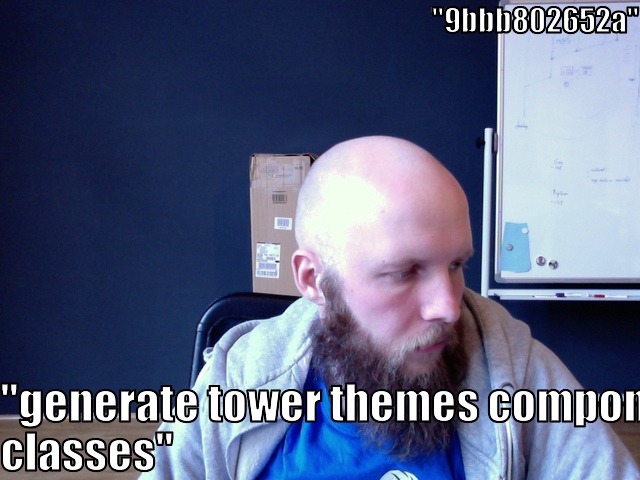 "9bbb802652a"
"generate tower themes compon
classes"